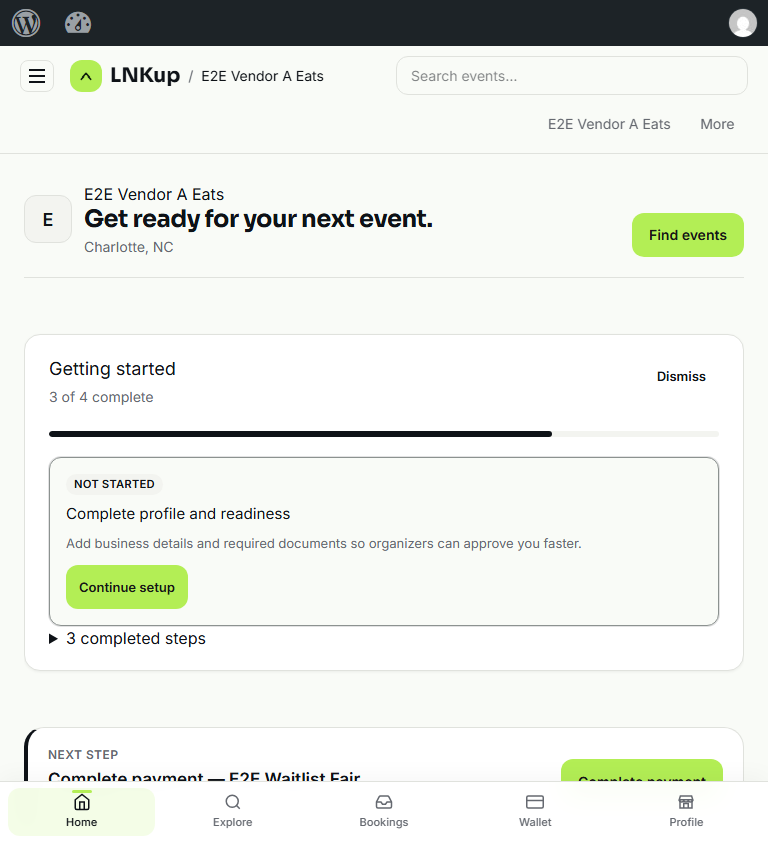 LNKup / E2E Vendor A Eats
Search events...
E2E Vendor A Eats More
E
E2E Vendor A Eats
Get ready for your next event.
Charlotte, NC
Find events
Getting started
3 of 4 complete
Dismiss
NOT STARTED
Complete profile and readiness
Add business details and required documents so organizers can approve you faster.
Continue setup
3 completed steps
NEXT STEP
Complete payment — E2E Waitlist Fair
Complete payment
Home Explore Bookings Wallet Profile